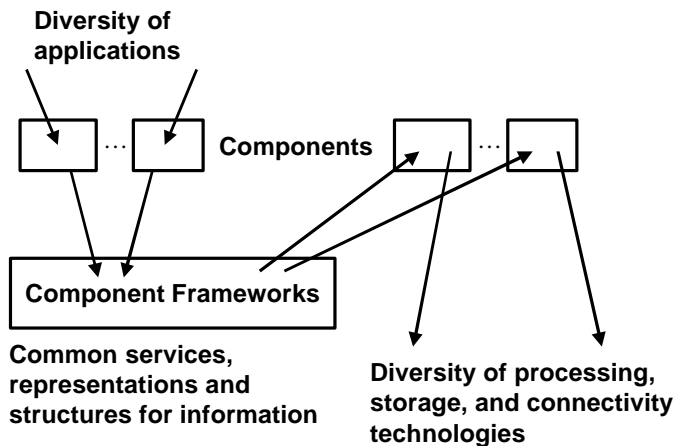 Diversity of
applications
...
Components
...
Component Frameworks
Common services,
representations and
structures for information
Diversity of processing,
storage, and connectivity
technologies